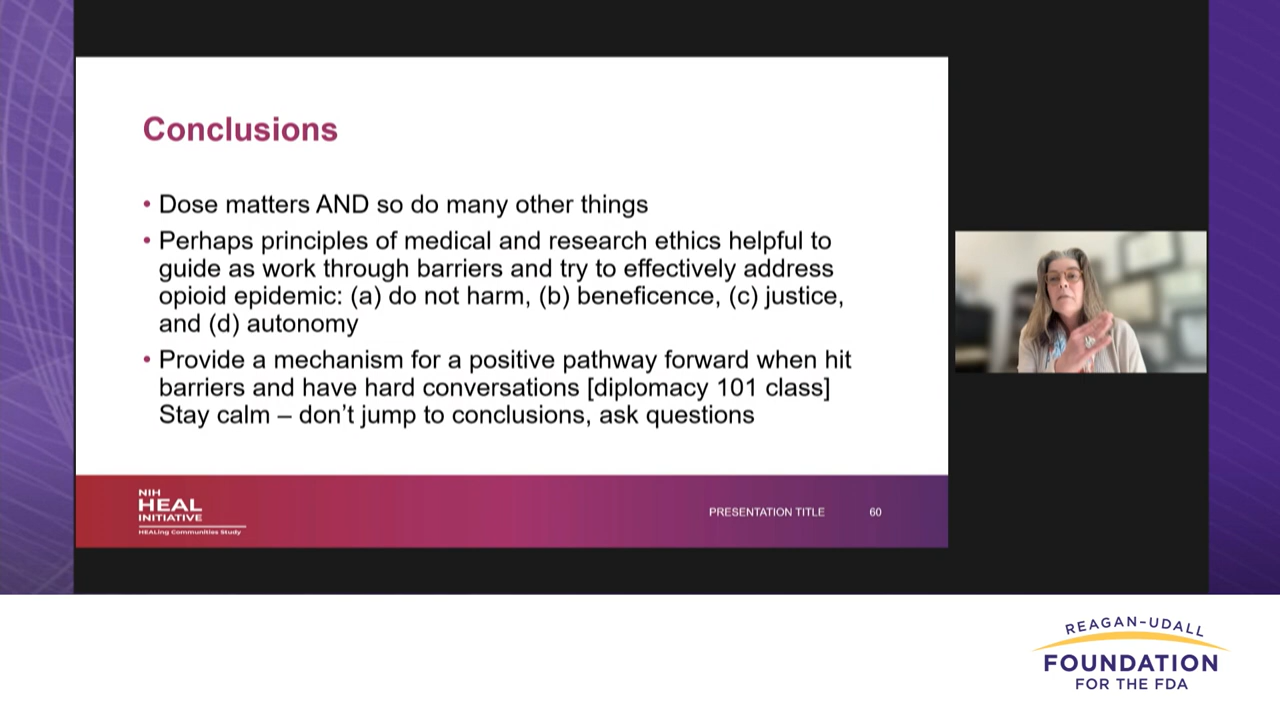 Conclusions
• Dose matters AND so do many other things
• Perhaps principles of medical and research ethics helpful to
guide as work through barriers and try to effectively address
opioid epidemic: (a) do not harm, (b) beneficence, (c) justice,
and (d) autonomy
• Provide a mechanism for a positive pathway forward when hit
barriers and have hard conversations [diplomacy 101 class]
Stay calm – don’t jump to conclusions, ask questions
NIH
HEAL
INITIATIVE
HEALing Communities Study
PRESENTATION TITLE 60
REAGAN-UDALL
FOUNDATION
FOR THE FDA